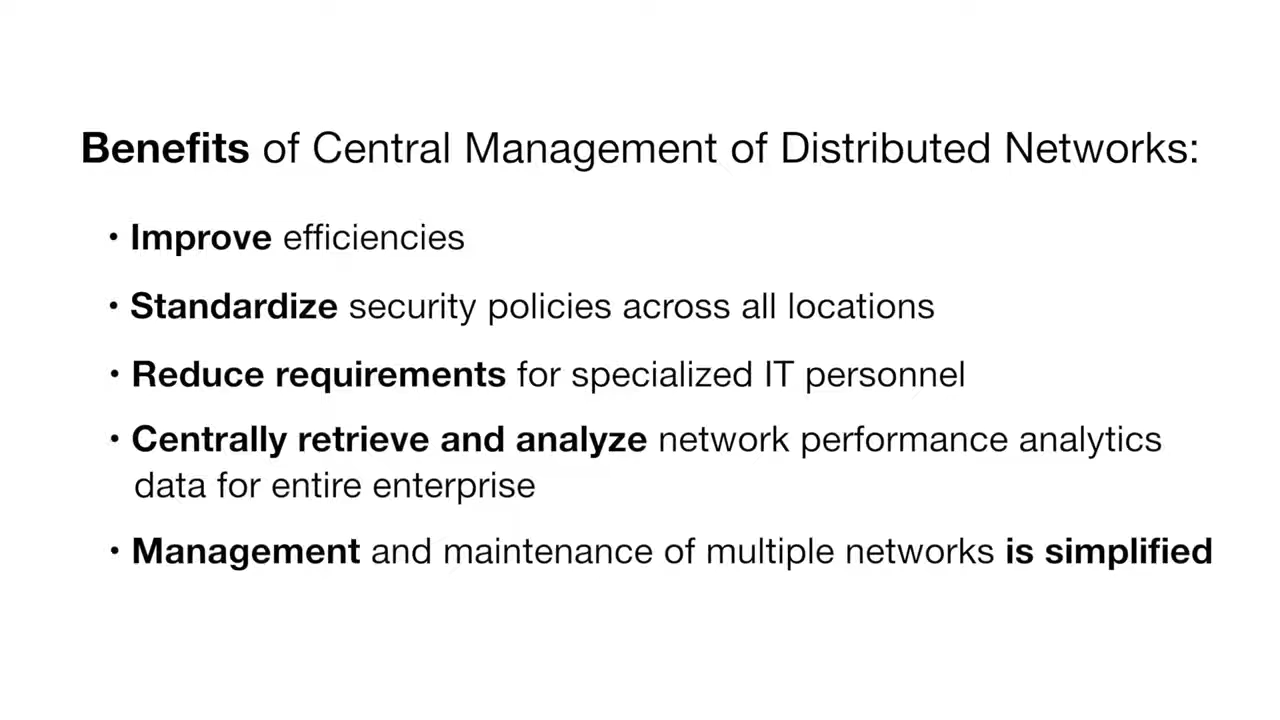 Benefits of Central Management of Distributed Networks:
• Improve efficiencies
• Standardize security policies across all locations
• Reduce requirements for specialized IT personnel
• Centrally retrieve and analyze network performance analytics
data for entire enterprise
• Management and maintenance of multiple networks is simplified